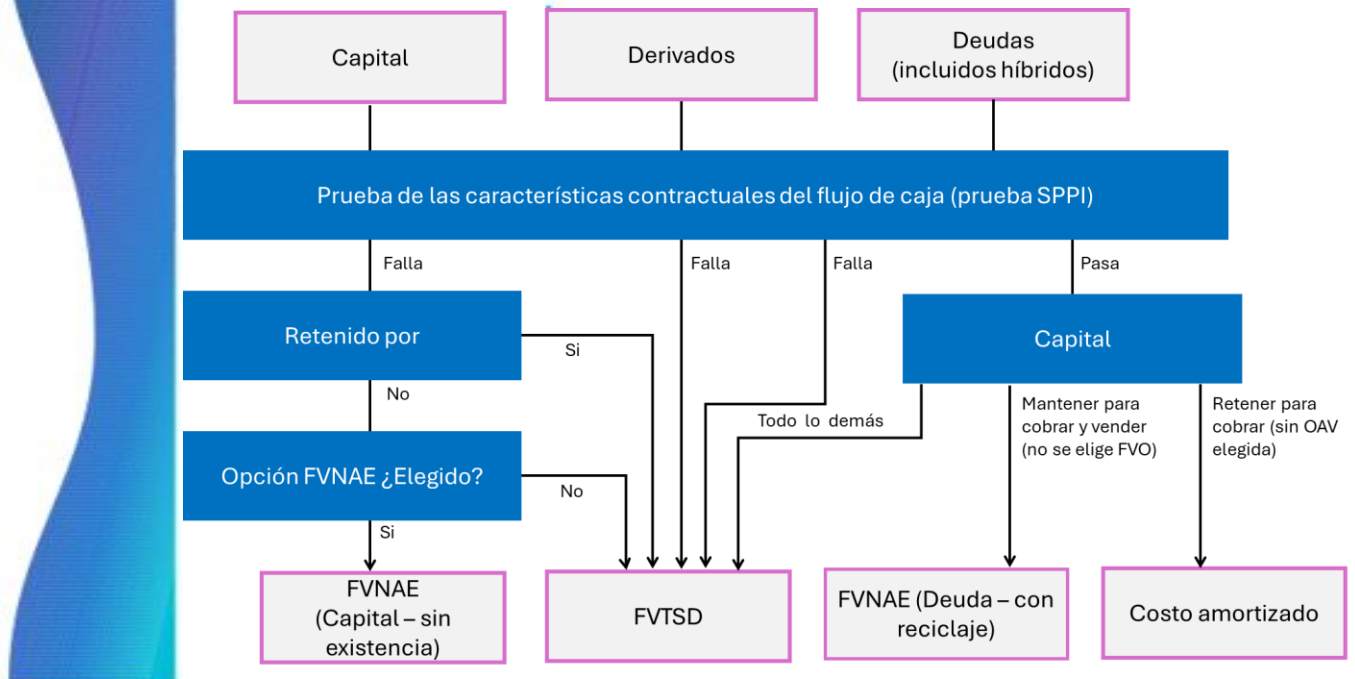 Capital
Derivados
Deudas
(incluidos híbridos)
Prueba de las características contractuales del flujo de caja (prueba SPPI)
Falla
Falla
Falla
Pasa
Retenido por
Si
Capital
No
Todo lo demás
Mantener para
cobrar y vender
(no se elige FVO)
Retener para
cobrar (sin OAV
elegida)
Opción FVNAE ¿Elegido?
No
Si
FVNAE
(Capital – sin
existencia)
FVTSD
FVNAE (Deuda – con
reciclaje)
Costo amortizado